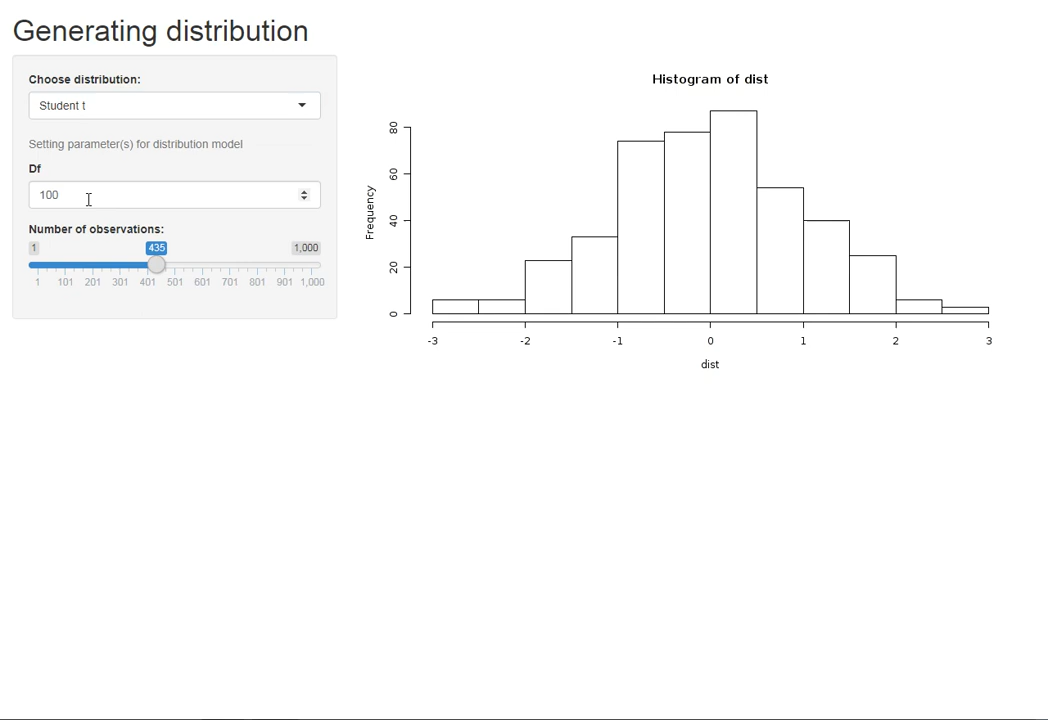 Generating distribution
Choose distribution:
Student t
Setting parameter(s) for distribution model
Df
100
Number of observations:
1 435 1,000
1 101 201 301 401 501 601 701 801 901 1,000
Histogram of dist
Frequency
80
60
40
20
0
-3 -2 -1 0 1 2 3
dist